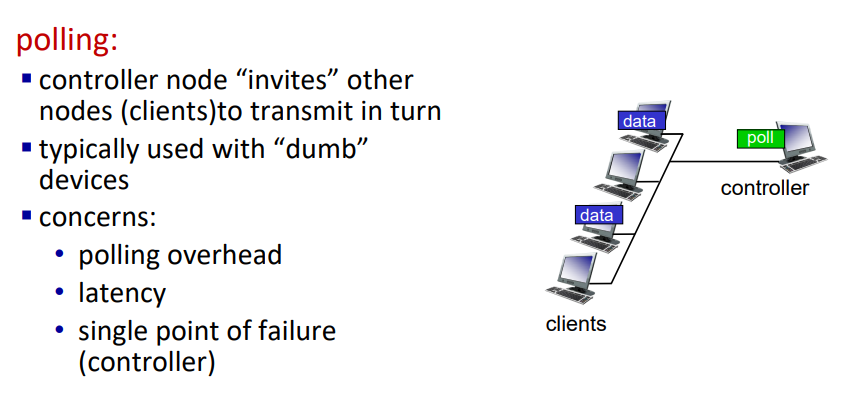 polling:
▪ controller node “invites” other
nodes (clients)to transmit in turn
▪ typically used with “dumb”
devices
▪ concerns:
• polling overhead
• latency
• single point of failure
(controller)
data
poll
controller
data
clients